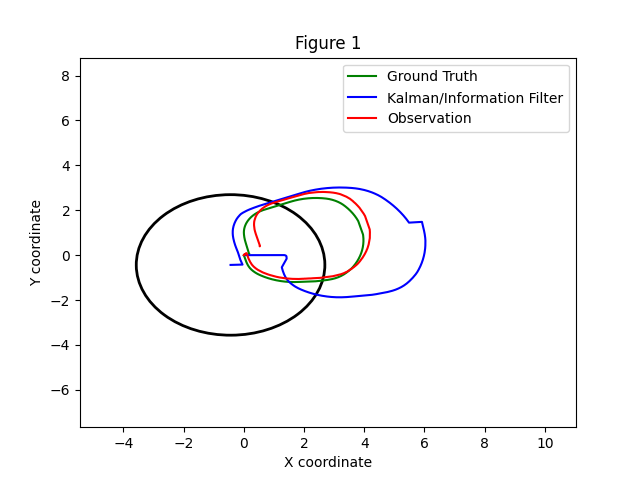 Figure 1
Ground Truth
Kalman/Information Filter
Observation
Y coordinate
8
6
4
2
0
−2
−4
−6
−4 −2 0 2 4 6 8 10
X coordinate